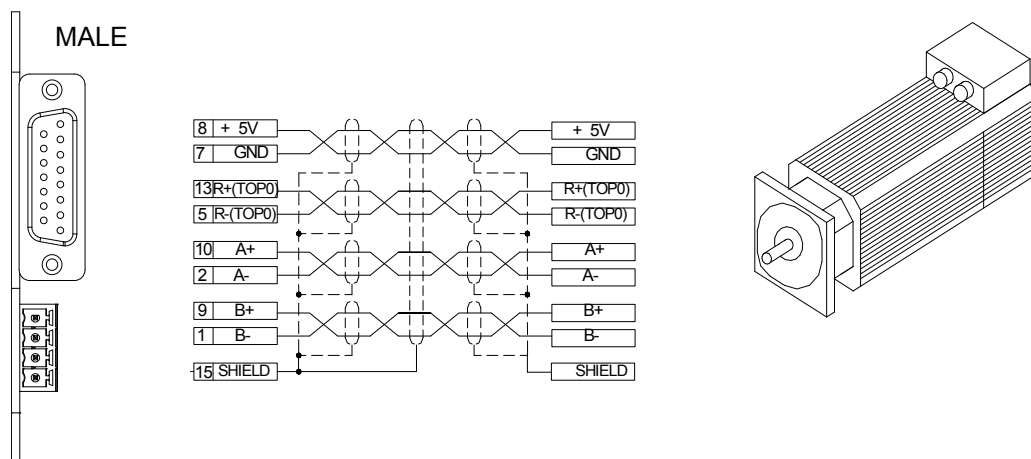 MALE
8 + 5V + 5V
7 GND GND
13 R+(TOP0) R+(TOP0)
5 R-(TOP0) R-(TOP0)
10 A+ A+
2 A- A-
9 B+ B+
1 B- B-
15 SHIELD SHIELD